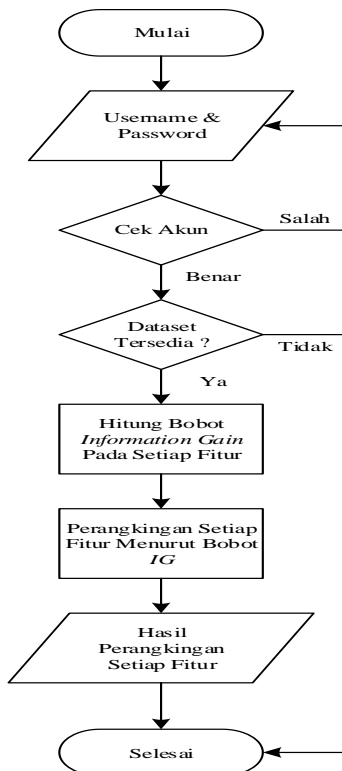 Mulai
Username &
Password
Cek Akun
Salah
Benar
Dataset
Tersedia ?
Tidak
Ya
Hitung Bobot
Information Gain
Pada Setiap Fitur
Perangkingan Setiap
Fitur Menurut Bobot
IG
Hasil
Perangkingan
Setiap Fitur
Selesai